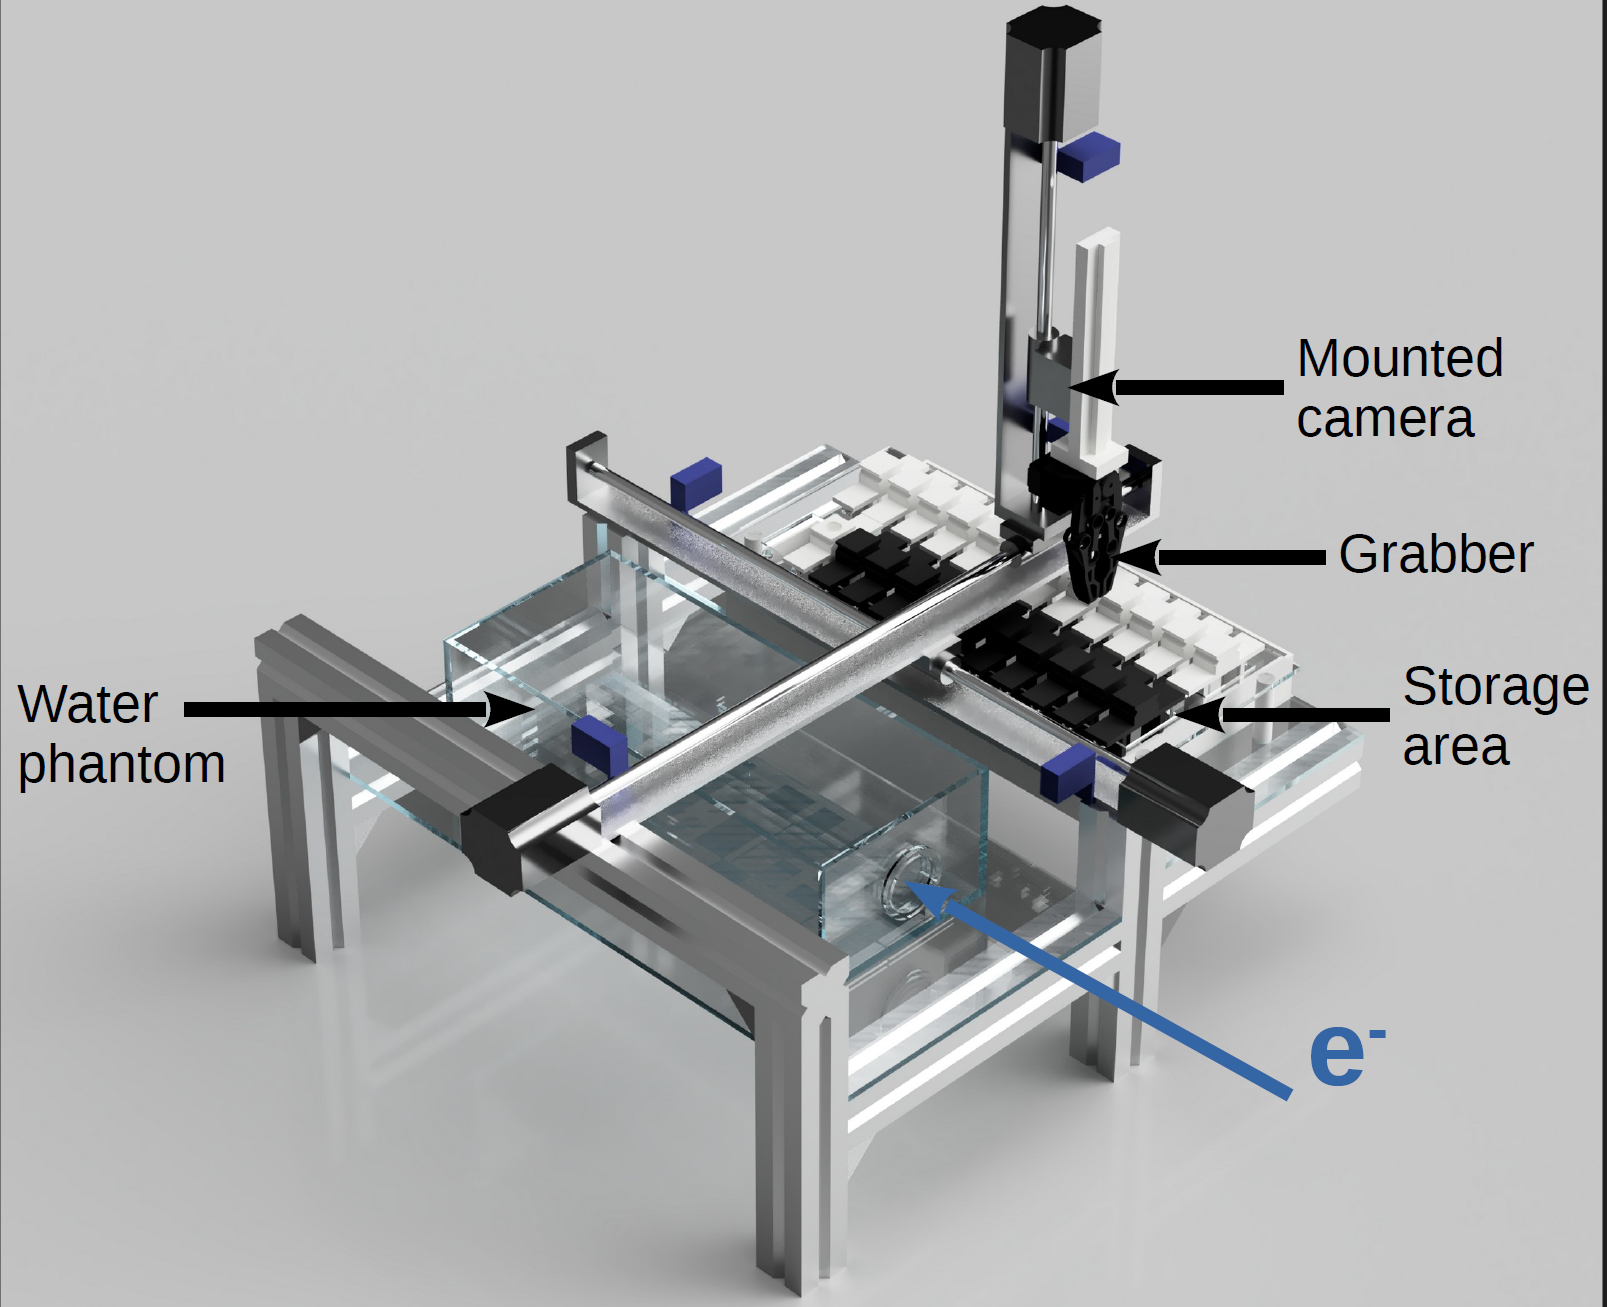 Mounted
camera
Grabber
Storage
area
Water
phantom
e-